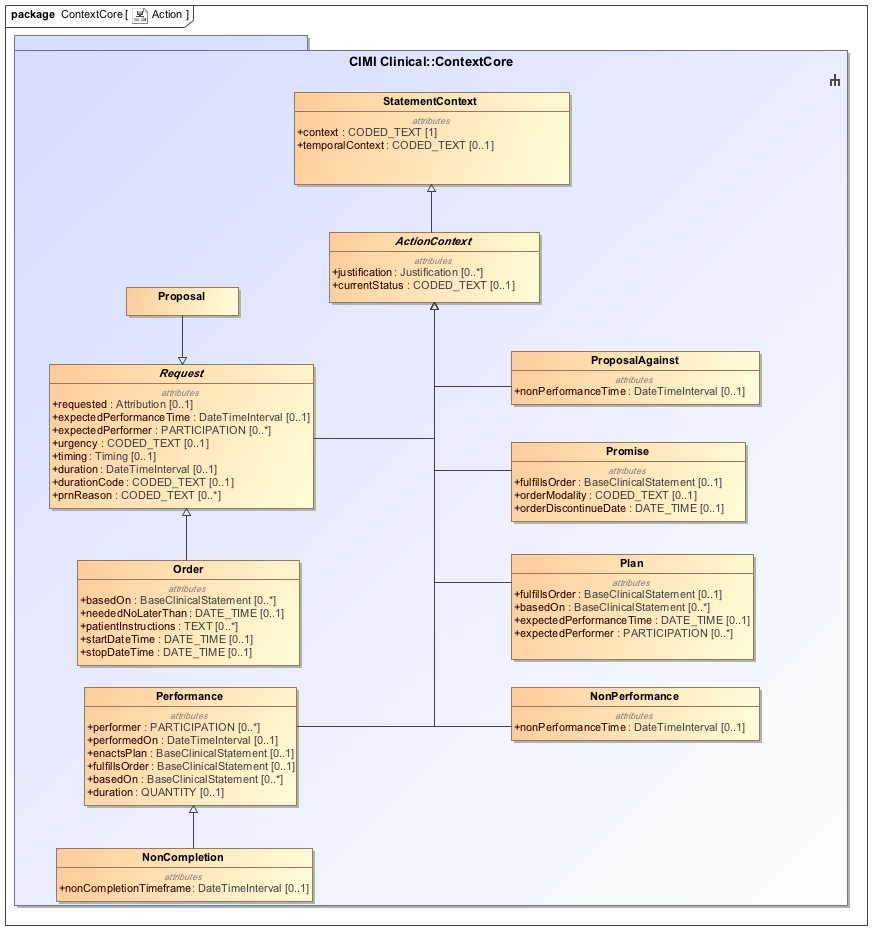 package ContextCore [ Action ]
CIMI Clinical::ContextCore
StatementContext
attributes
+context : CODED_TEXT [1]
+temporalContext : CODED_TEXT [0..1]
ActionContext
attributes
+justification : Justification [0..*]
+currentStatus : CODED_TEXT [0..1]
Proposal
Request
attributes
+requested : Attribution [0..1]
+expectedPerformanceTime : DateTimeInterval [0..1]
+expectedPerformer : PARTICIPATION [0..*]
+urgency : CODED_TEXT [0..1]
+timing : Timing [0..1]
+duration : DateTimeInterval [0..1]
+durationCode : CODED_TEXT [0..1]
+prnReason : CODED_TEXT [0..*]
ProposalAgainst
attributes
+nonPerformanceTime : DateTimeInterval [0..1]
Promise
attributes
+fulfillsOrder : BaseClinicalStatement [0..1]
+orderModality : CODED_TEXT [0..1]
+orderDiscontinueDate : DATE_TIME [0..1]
Order
attributes
+basedOn : BaseClinicalStatement [0..*]
+neededNoLaterThan : DATE_TIME [0..1]
+patientInstructions : TEXT [0..*]
+startDateTime : DATE_TIME [0..1]
+stopDateTime : DATE_TIME [0..1]
Plan
attributes
+fulfillsOrder : BaseClinicalStatement [0..1]
+basedOn : BaseClinicalStatement [0..*]
+expectedPerformanceTime : DATE_TIME [0..1]
+expectedPerformer : PARTICIPATION [0..*]
Performance
attributes
+performer : PARTICIPATION [0..*]
+performedOn : DateTimeInterval [0..1]
+enactsPlan : BaseClinicalStatement [0..1]
+fulfillsOrder : BaseClinicalStatement [0..1]
+basedOn : BaseClinicalStatement [0..*]
+duration : QUANTITY [0..1]
NonPerformance
attributes
+nonPerformanceTime : DateTimeInterval [0..1]
NonCompletion
attributes
+nonCompletionTimeframe : DateTimeInterval [0..1]